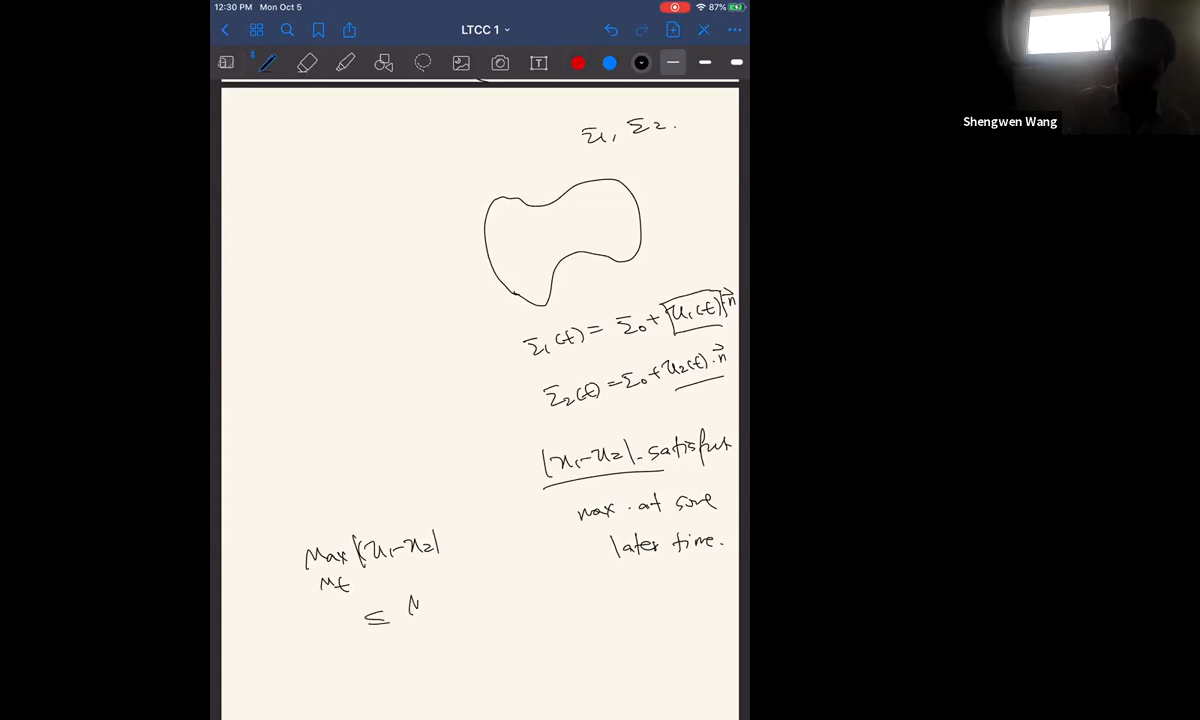 12:30 PM Mon Oct 5
87%
LTCC 1
T
Shengwen Wang
Σ1, Σ2.
Σ1(t) = Σ0 + [u1(t)]·n⃗
Σ2(t) = Σ0 + u2(t)·n⃗
|u1-u2| - satisfies
max. at some
later time.
Max |u1-u2|
Mt
≤ M